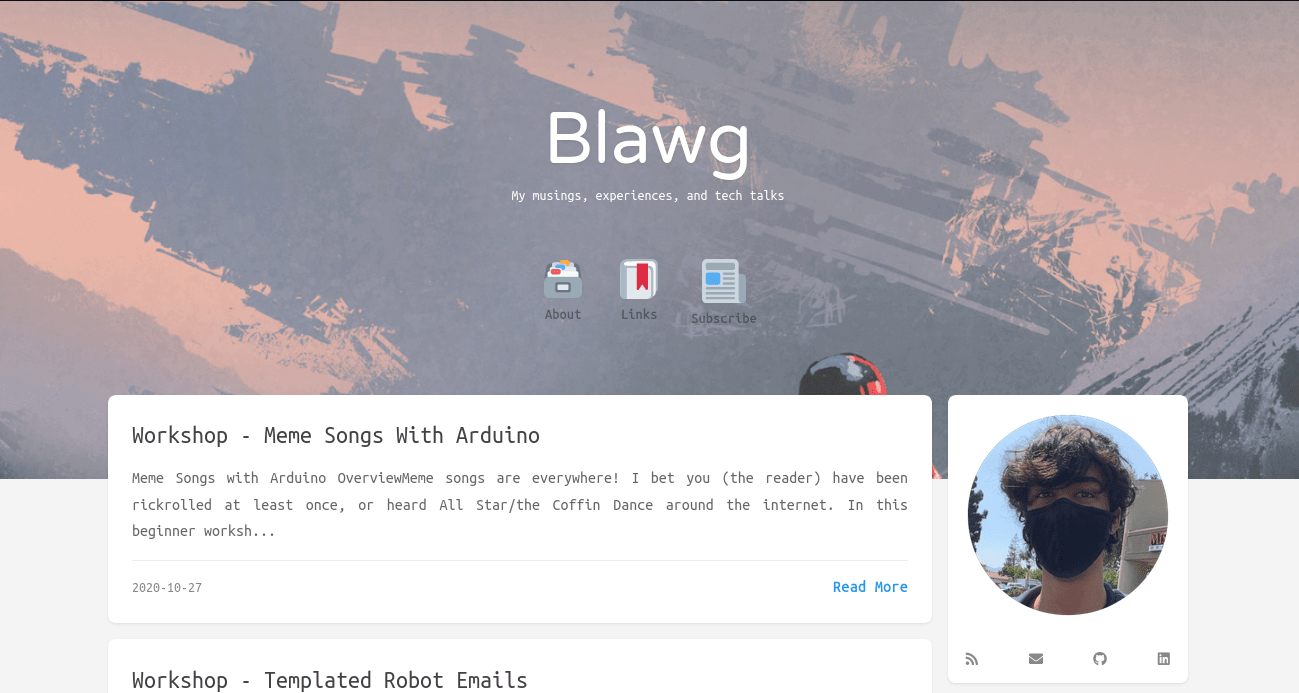 Blawg
My musings, experiences, and tech talks
About
Links
Subscribe
Workshop - Meme Songs With Arduino
Meme Songs with Arduino OverviewMeme songs are everywhere! I bet you (the reader) have been
rickrolled at least once, or heard All Star/the Coffin Dance around the internet. In this
beginner worksh...
2020-10-27
Read More
Workshop - Templated Robot Emails